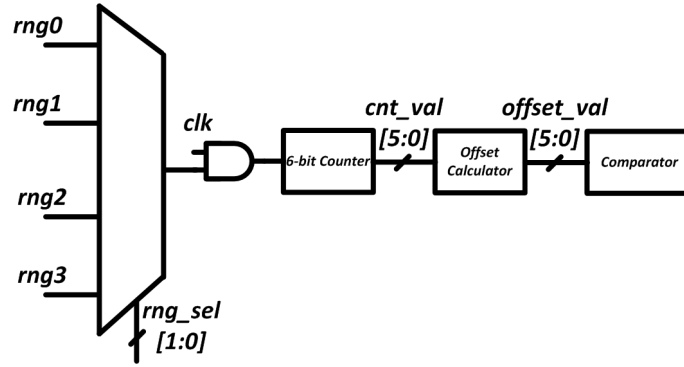 rng0
rng1
rng2
rng3
rng_sel
[1:0]
clk
6-bit Counter
cnt_val
[5:0]
Offset
Calculator
offset_val
[5:0]
Comparator